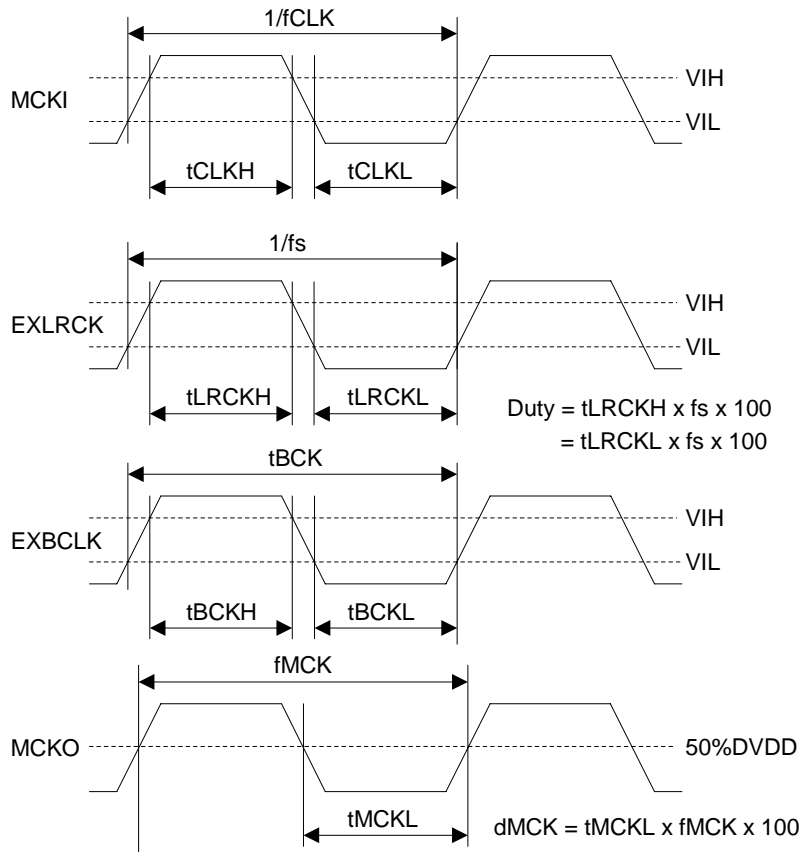 1/fCLK
MCKI
VIH
VIL
tCLKH
tCLKL
1/fs
EXLRCK
VIH
VIL
tLRCKH
tLRCKL
Duty = tLRCKH x fs x 100
= tLRCKL x fs x 100
tBCK
EXBCLK
VIH
VIL
tBCKH
tBCKL
fMCK
MCKO
50%DVDD
tMCKL
dMCK = tMCKL x fMCK x 100